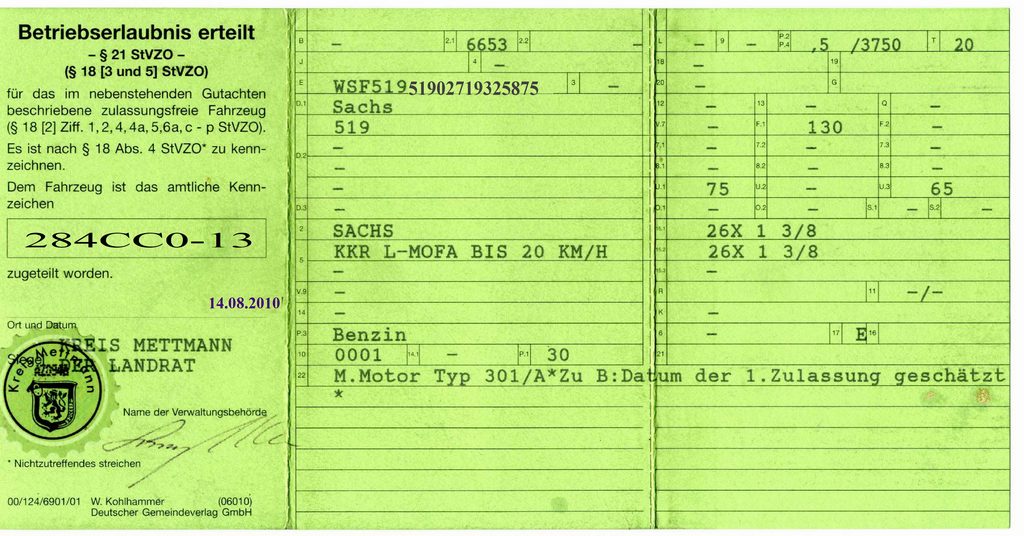 Betriebserlaubnis erteilt
– § 21 StVZO –
(§ 18 [3 und 5] StVZO)
für das im nebenstehenden Gutachten
beschriebene zulassungsfreie Fahrzeug
(§ 18 [2] Ziff. 1, 2, 4, 4a, 5,6a, c - p StVZO).
Es ist nach § 18 Abs. 4 StVZO* zu kenn-
zeichnen.
Dem Fahrzeug ist das amtliche Kenn-
zeichen
284CC0-13
zugeteilt worden.
14.08.2010
Ort und Datum
KREIS METTMANN
Siegel DER LANDRAT
Kreis Mettmann
Name der Verwaltungsbehörde
* Nichtzutreffendes streichen
00/124/6901/01 W. Kohlhammer (06010)
Deutscher Gemeindeverlag GmbH
B – 2.1 6653 2.2 –
J 4 –
E WSF51951902719325875 3 –
D.1 Sachs
519
–
D.2 –
–
D.3 –
2 SACHS
5 KKR L-MOFA BIS 20 KM/H
–
V.9 –
14 –
P.3 Benzin
10 0001 14.1 – P.1 30
22 M.Motor Typ 301/A*Zu B:Datum der 1.Zulassung geschätzt
*
L – 9 – P.2 P.4 ,5 /3750 T 20
18 – 19
20 G
12 – 13 – Q –
V.7 – F.1 130 F.2 –
7.1 – 7.2 – 7.3 –
8.1 – 8.2 – 8.3 –
U.1 75 U.2 – U.3 65
O.1 – O.2 – S.1 – S.2 –
15.1 26X 1 3/8
15.2 26X 1 3/8
15.3 –
R 11 –/–
K –
6 – 17 E 16
21